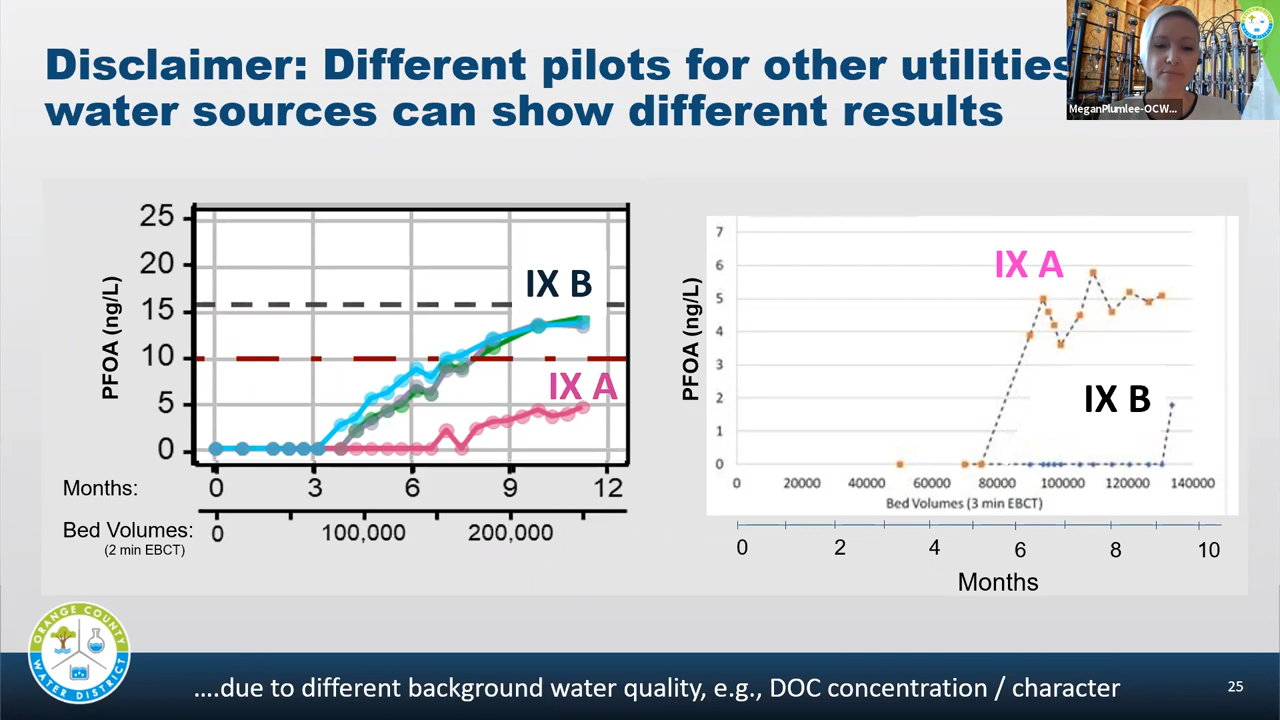 Disclaimer: Different pilots for other utilities
water sources can show different results
MeganPlumlee-OCW...
PFOA (ng/L)
25
20
15
10
5
0
IX B
IX A
Months:
0 3 6 9 12
Bed Volumes:
(2 min EBCT)
0 100,000 200,000
PFOA (ng/L)
7
6
5
4
3
2
1
0
IX A
IX B
0 20000 40000 60000 80000 100000 120000 140000
Bed Volumes (3 min EBCT)
0 2 4 6 8 10
Months
ORANGE COUNTY
WATER DISTRICT
....due to different background water quality, e.g., DOC concentration / character
25